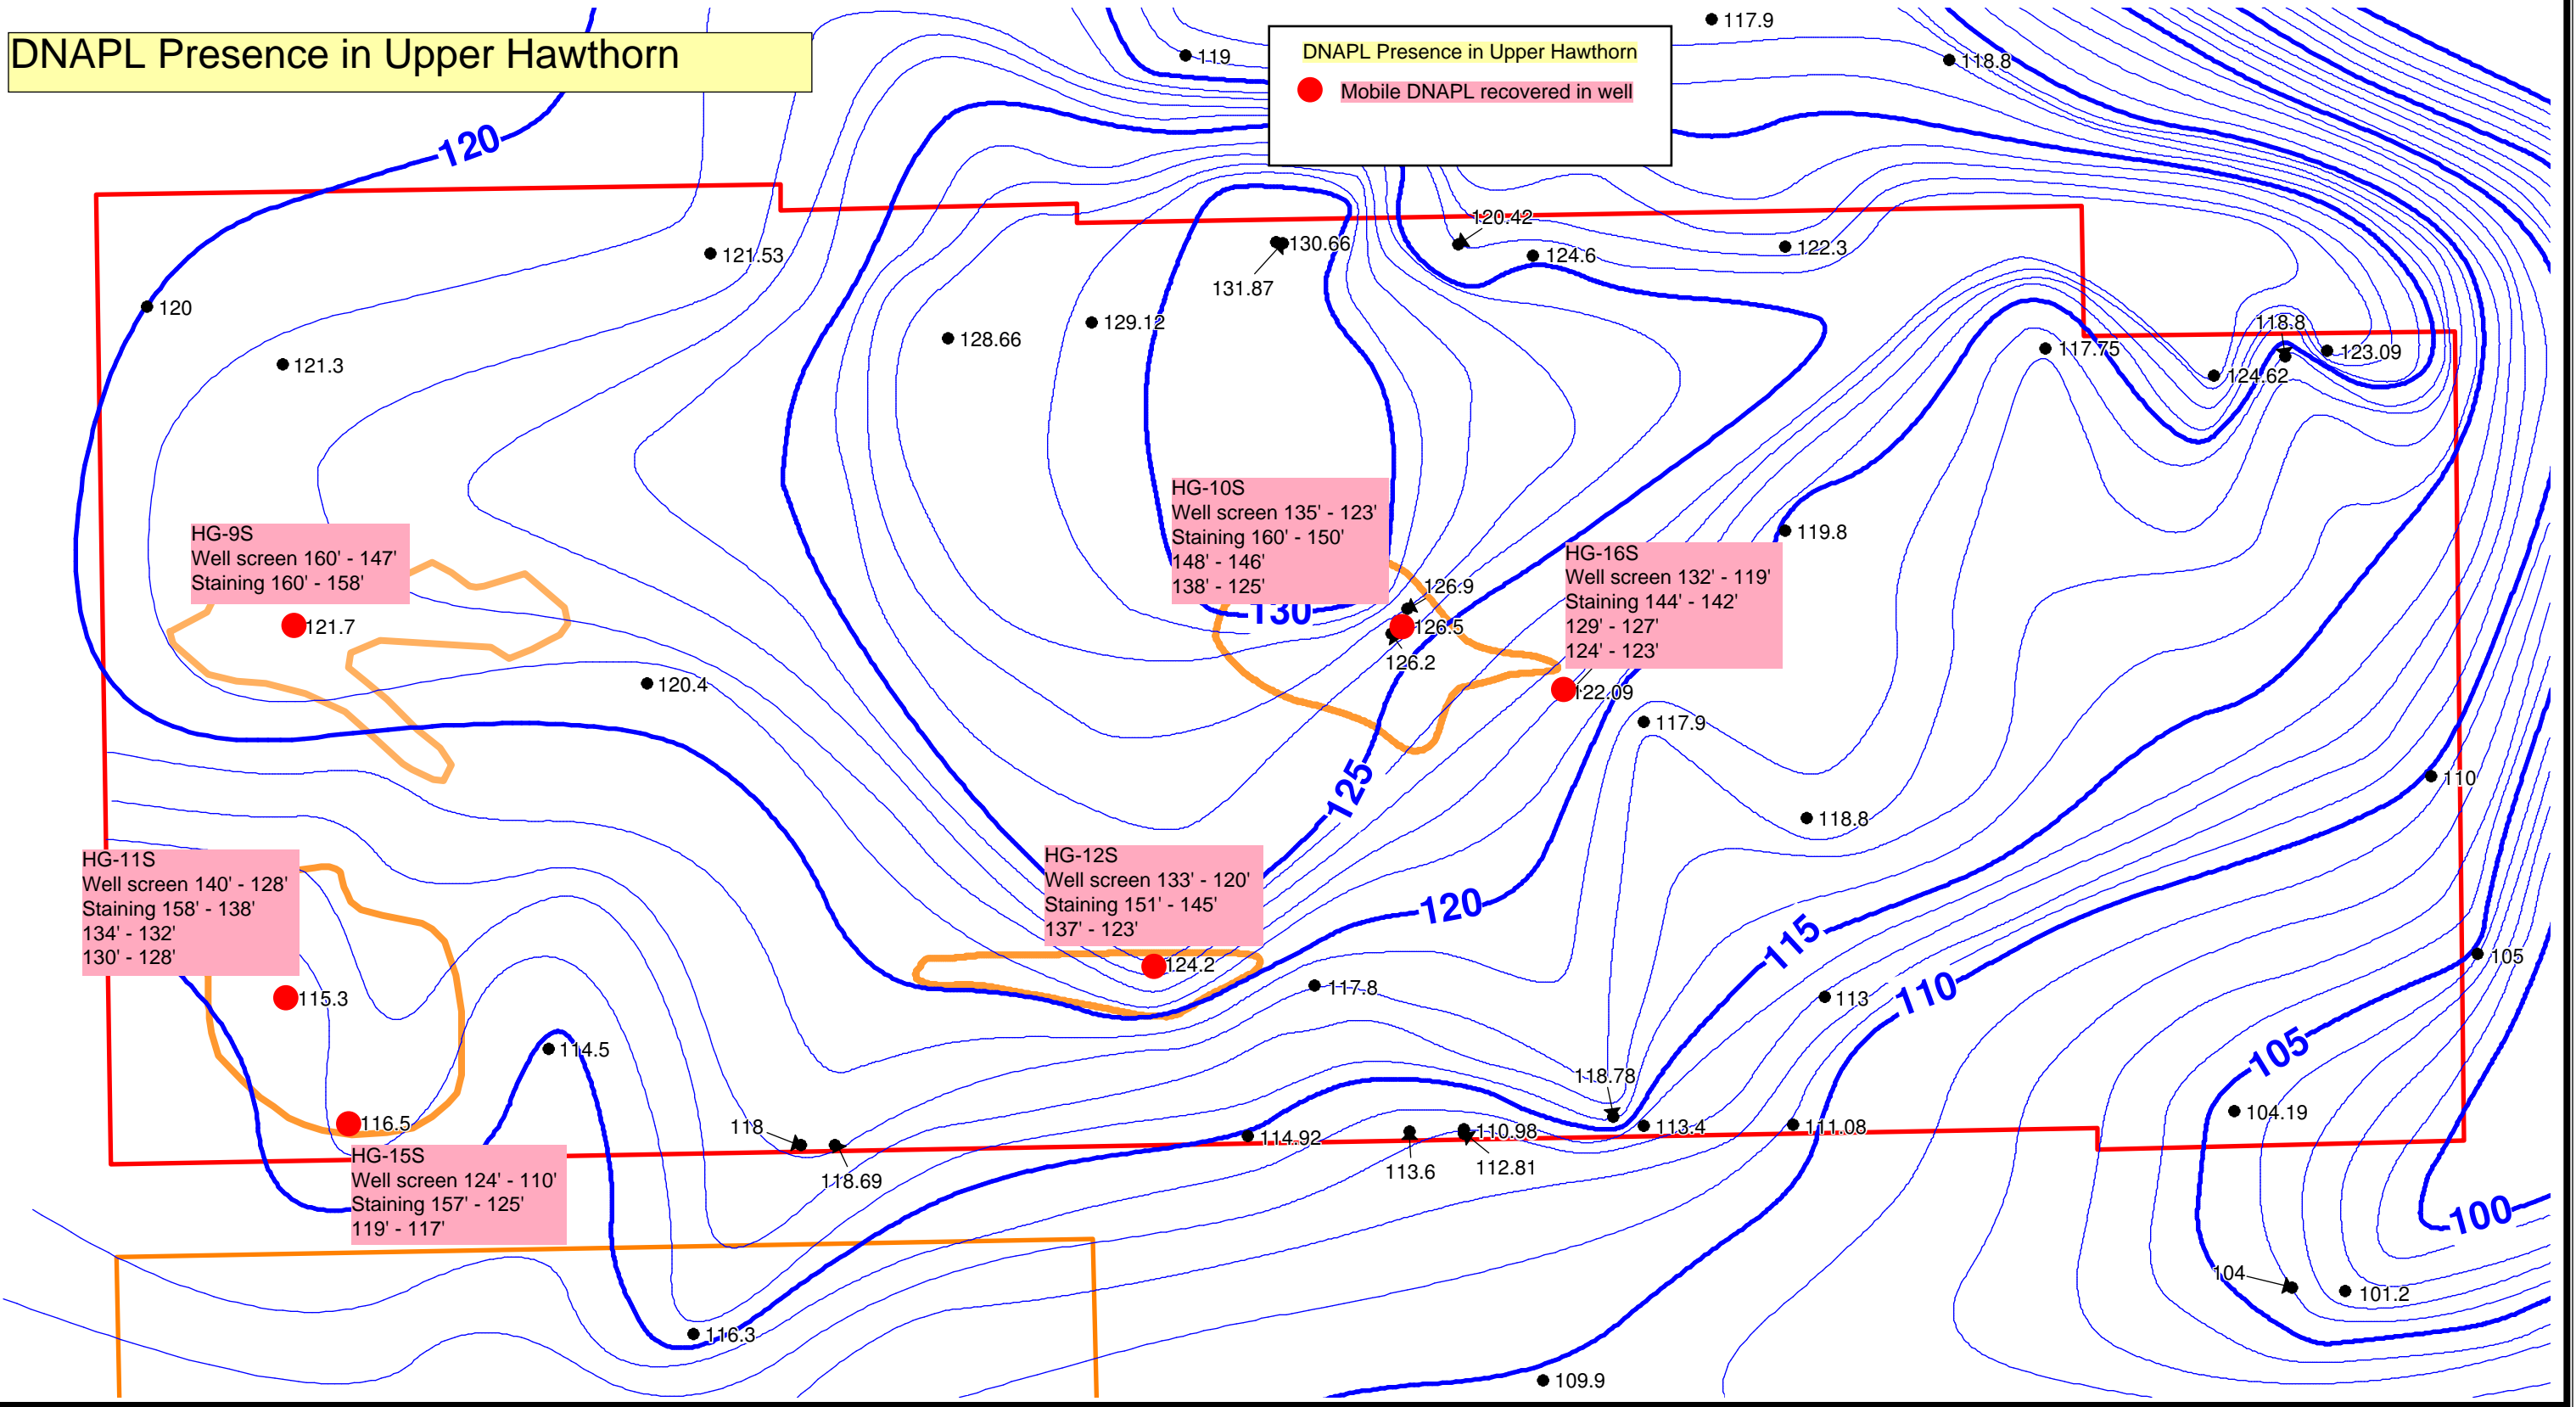 DNAPL Presence in Upper Hawthorn
DNAPL Presence in Upper Hawthorn
Mobile DNAPL recovered in well
117.9
119
118.8
120
120.42
130.66
121.53
124.6
122.3
131.87
120
129.12
118.8
128.66
117.75
123.09
121.3
124.62
HG-10S
Well screen 135' - 123'
Staining 160' - 150'
148' - 146'
138' - 125'
HG-9S
Well screen 160' - 147'
Staining 160' - 158'
119.8
HG-16S
Well screen 132' - 119'
Staining 144' - 142'
129' - 127'
124' - 123'
126.9
130
121.7
126.5
126.2
120.4
122.09
117.9
110
125
118.8
HG-11S
Well screen 140' - 128'
Staining 158' - 138'
134' - 132'
130' - 128'
HG-12S
Well screen 133' - 120'
Staining 151' - 145'
137' - 123'
120
115
105
124.2
117.8
110
115.3
113
114.5
105
118.78
104.19
116.5
118
114.92
110.98
113.4
111.08
HG-15S
Well screen 124' - 110'
Staining 157' - 125'
119' - 117'
118.69
113.6
112.81
100
104
101.2
116.3
109.9